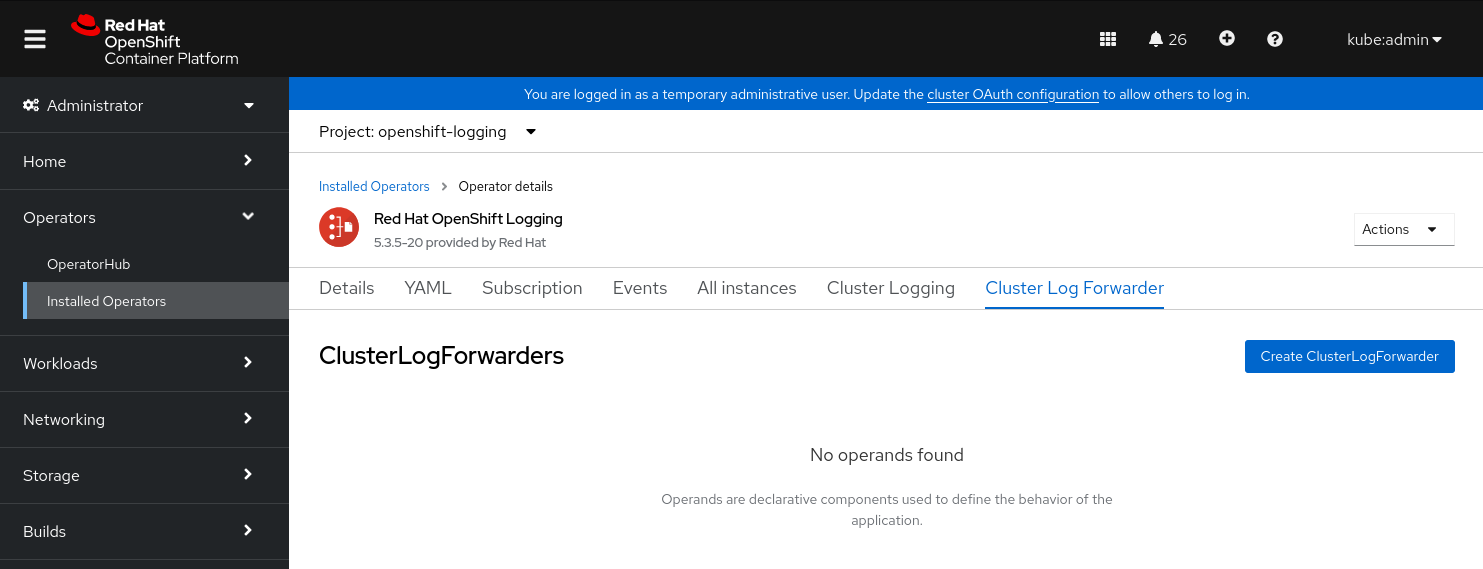 Red Hat
OpenShift
Container Platform
26
kube:admin
Administrator
Home
Operators
OperatorHub
Installed Operators
Workloads
Networking
Storage
Builds
You are logged in as a temporary administrative user. Update the cluster OAuth configuration to allow others to log in.
Project: openshift-logging
Installed Operators > Operator details
Red Hat OpenShift Logging
5.3.5-20 provided by Red Hat
Actions
Details YAML Subscription Events All instances Cluster Logging Cluster Log Forwarder
ClusterLogForwarders
Create ClusterLogForwarder
No operands found
Operands are declarative components used to define the behavior of the
application.